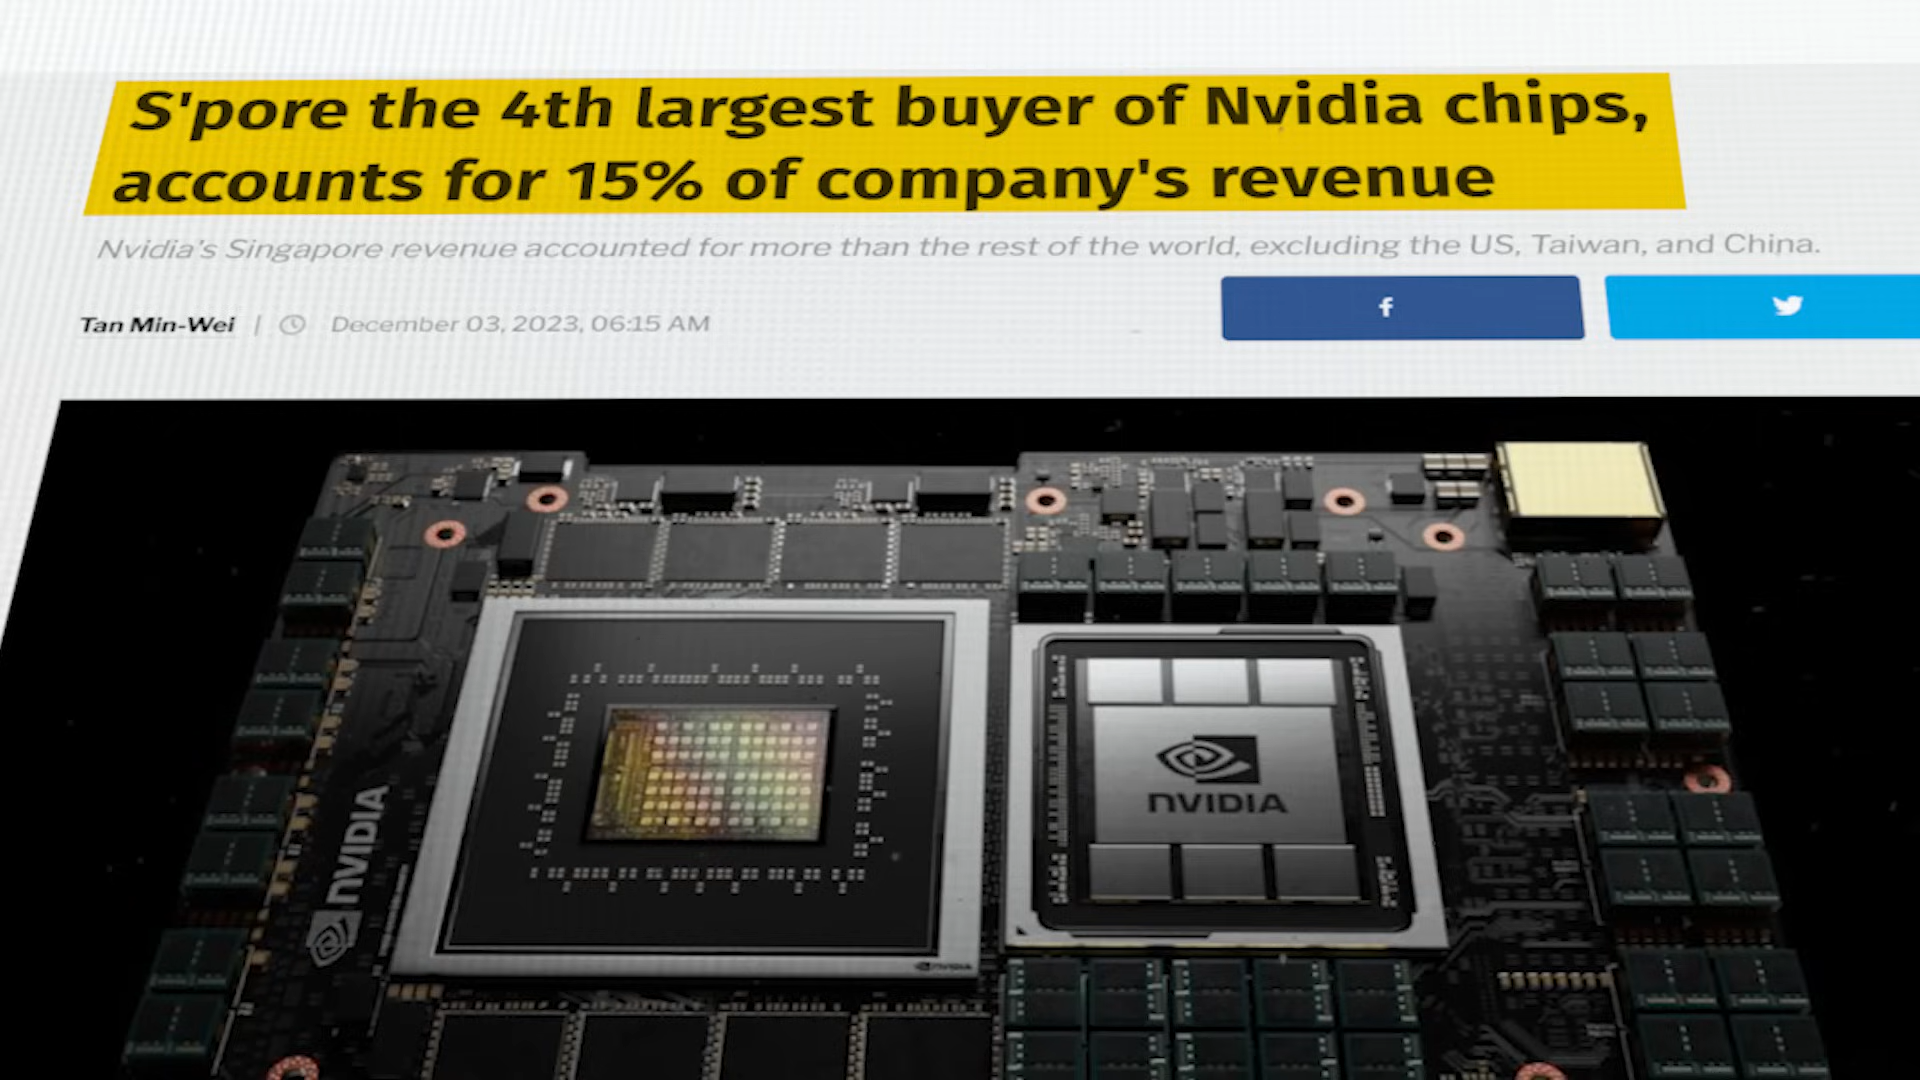 S'pore the 4th largest buyer of Nvidia chips,
accounts for 15% of company's revenue
Nvidia's Singapore revenue accounted for more than the rest of the world, excluding the US, Taiwan, and China.
Tan Min-Wei | December 03, 2023, 06:15 AM
f
NVIDIA
NVIDIA
NVIDIA